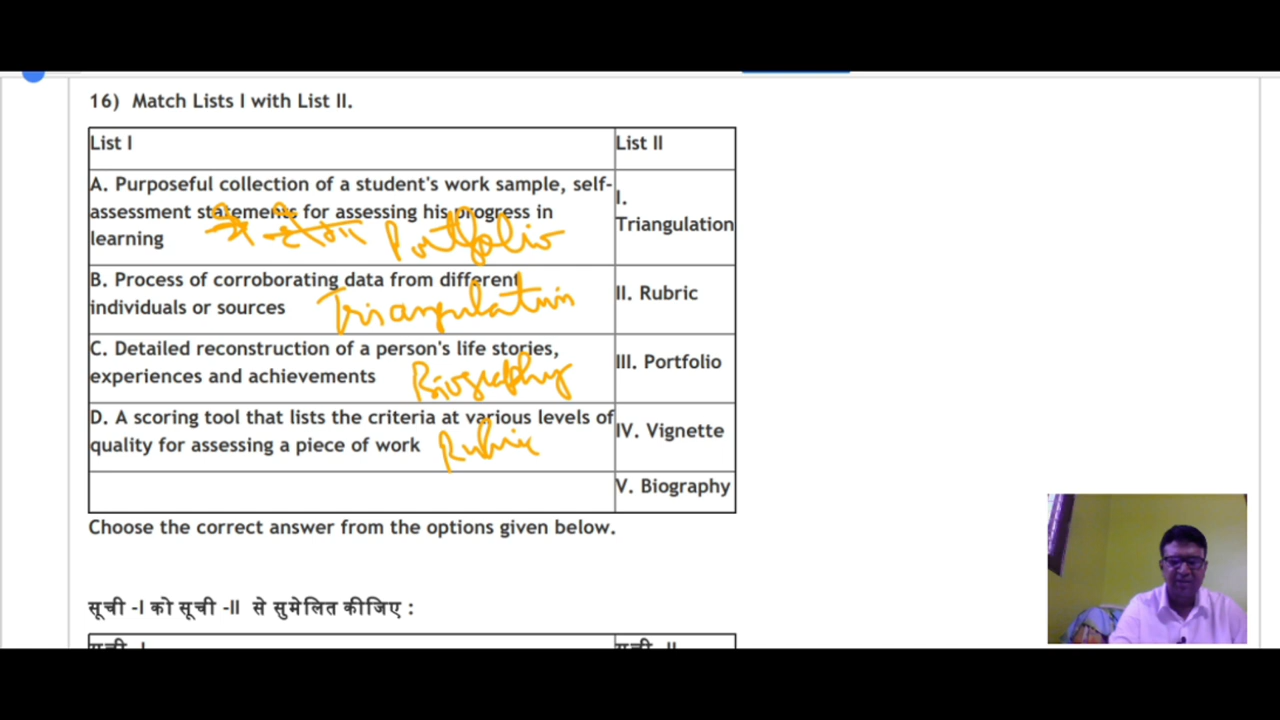 16) Match Lists I with List II.
List I
List II
A. Purposeful collection of a student's work sample, self-
assessment statements for assessing his progress in
learning
Portfolio
I.
Triangulation
B. Process of corroborating data from different
individuals or sources
Triangulation
II. Rubric
C. Detailed reconstruction of a person's life stories,
experiences and achievements
Biography
III. Portfolio
D. A scoring tool that lists the criteria at various levels of
quality for assessing a piece of work
Rubric
IV. Vignette
V. Biography
Choose the correct answer from the options given below.
सूची -I को सूची -II से सुमेलित कीजिए :
सूची -I
सूची -II